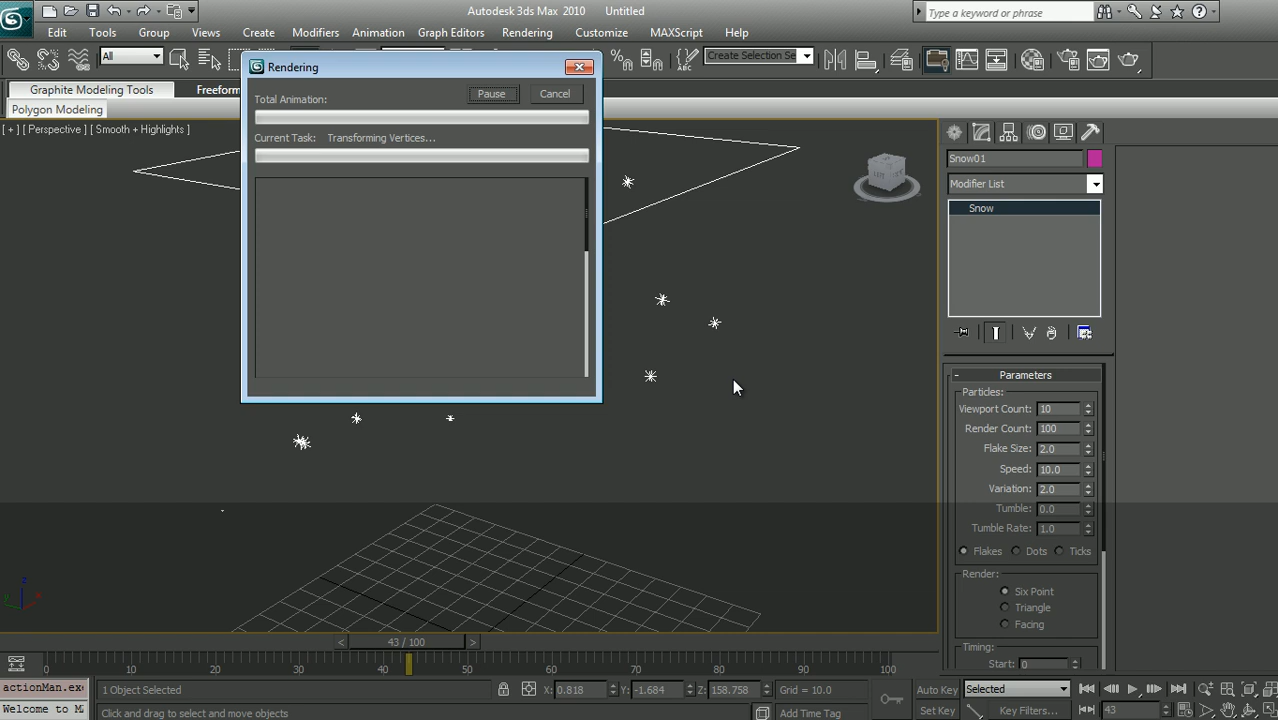 Autodesk 3ds Max 2010 Untitled
Type a keyword or phrase
Edit Tools Group Views Create Modifiers Animation Graph Editors Rendering Customize MAXScript Help
All
Create Selection Se
Graphite Modeling Tools Freeform
Polygon Modeling
[ + ] [ Perspective ] [ Smooth + Highlights ]
Rendering
Pause Cancel
Total Animation:
Current Task: Transforming Vertices...
Snow01
Modifier List
Snow
Parameters
Particles:
Viewport Count: 10
Render Count: 100
Flake Size: 2.0
Speed: 10.0
Variation: 2.0
Tumble: 0.0
Tumble Rate: 1.0
Flakes Dots Ticks
Render:
Six Point
Triangle
Facing
Timing:
Start: 0
z
y x
< 43 / 100 >
0 10 20 30 40 50 60 70 80 90 100
actionMan.exe
1 Object Selected
X: 0.818 Y: -1.684 Z: 158.758
Grid = 10.0
Auto Key Selected
Welcome to M
Click and drag to select and move objects
Add Time Tag
Set Key Key Filters... 43